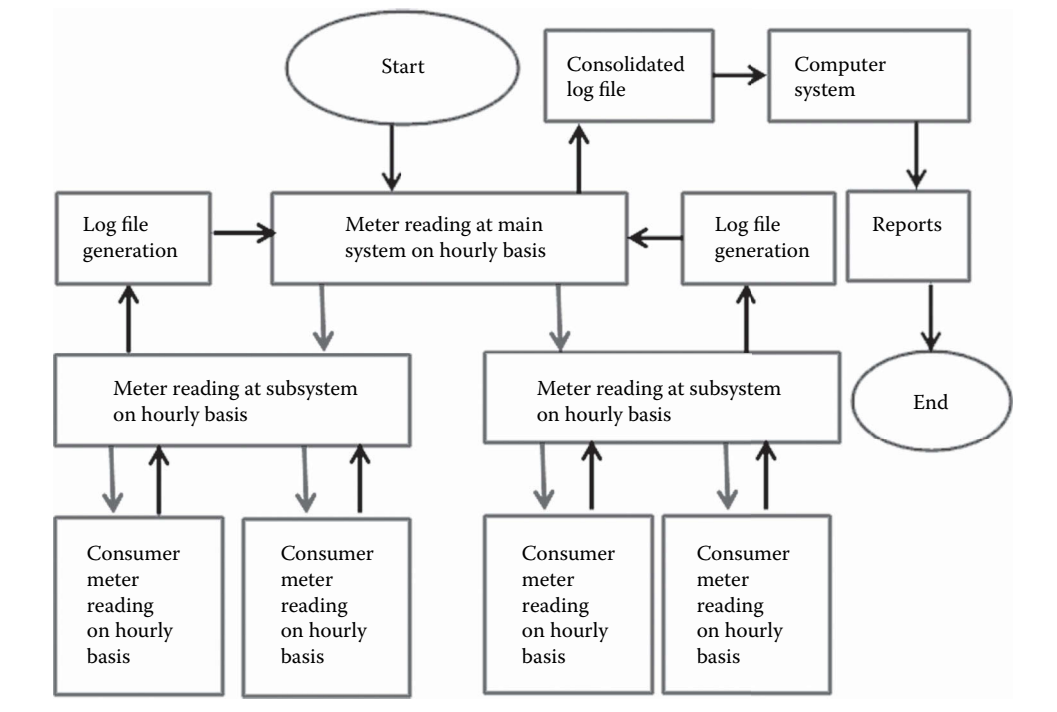 Start
Consolidated
log file
Computer
system
Log file
generation
Meter reading at main
system on hourly basis
Log file
generation
Reports
Meter reading at subsystem
on hourly basis
Meter reading at subsystem
on hourly basis
End
Consumer
meter
reading
on hourly
basis
Consumer
meter
reading
on hourly
basis
Consumer
meter
reading
on hourly
basis
Consumer
meter
reading
on hourly
basis